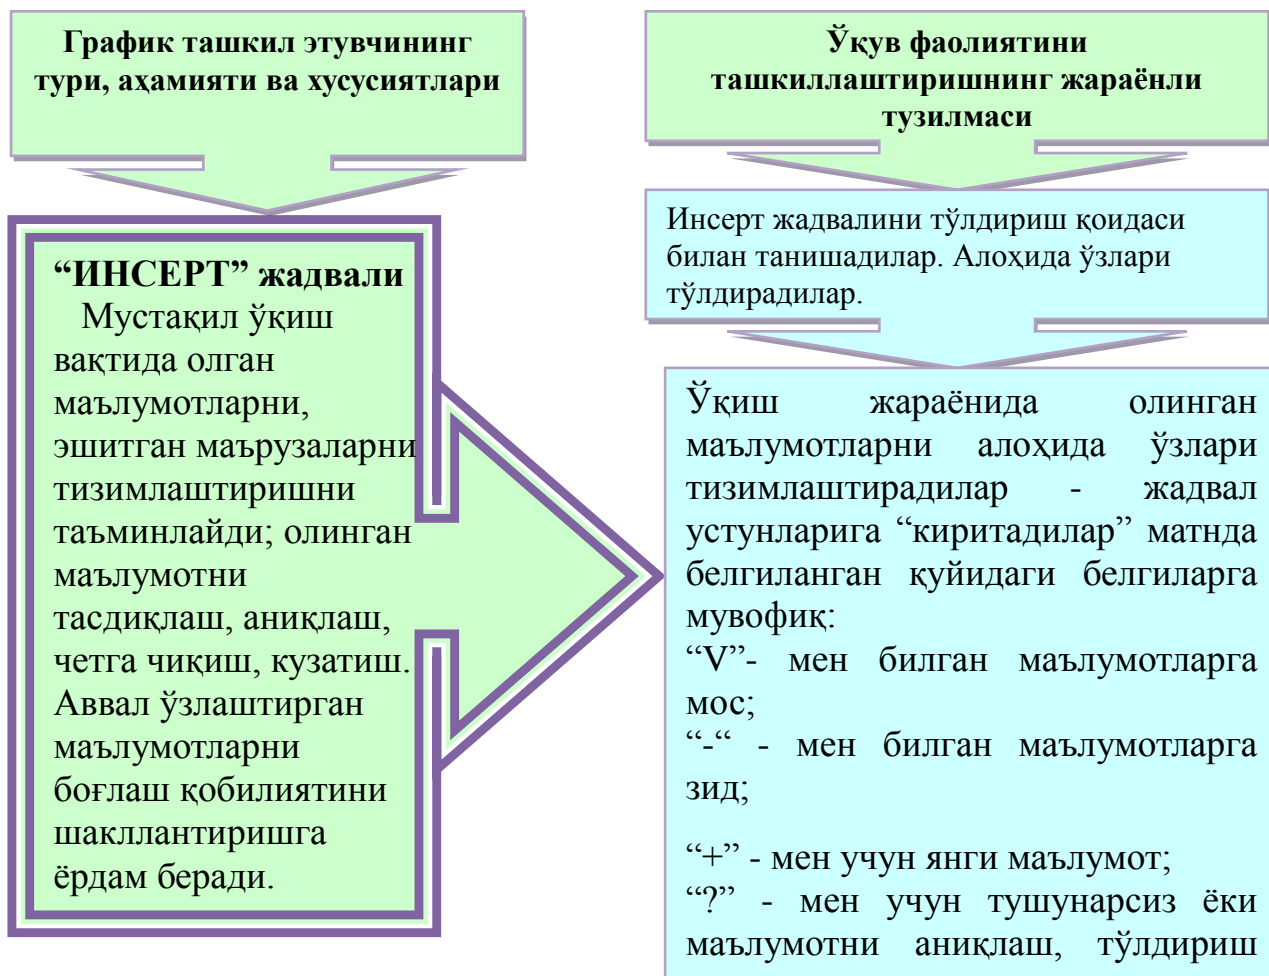 График ташкил этувчининг
тури, аҳамияти ва хусусиятлари
Ўқув фаолиятини
ташкиллаштиришнинг жараёнли
тузилмаси
“ИНСЕРТ” жадвали
Мустақил ўқиш
вақтида олган
маълумотларни,
эшитган маърузаларни
тизимлаштиришни
таъминлайди; олинган
маълумотни
тасдиқлаш, аниқлаш,
четга чиқиш, кузатиш.
Аввал ўзлаштирган
маълумотларни
боғлаш қобилиятини
шакллантиришга
ёрдам беради.
Инсерт жадвалини тўлдириш қоидаси
билан танишадилар. Алоҳида ўзлари
тўлдирадилар.
Ўқиш жараёнида олинган
маълумотларни алоҳида ўзлари
тизимлаштирадилар - жадвал
устунларига “киритадилар” матнда
белгиланган қуйидаги белгиларга
мувофиқ:
“V”- мен билган маълумотларга
мос;
“-“ - мен билган маълумотларга
зид;
“+” - мен учун янги маълумот;
“?” - мен учун тушунарсиз ёки
маълумотни аниқлаш, тўлдириш